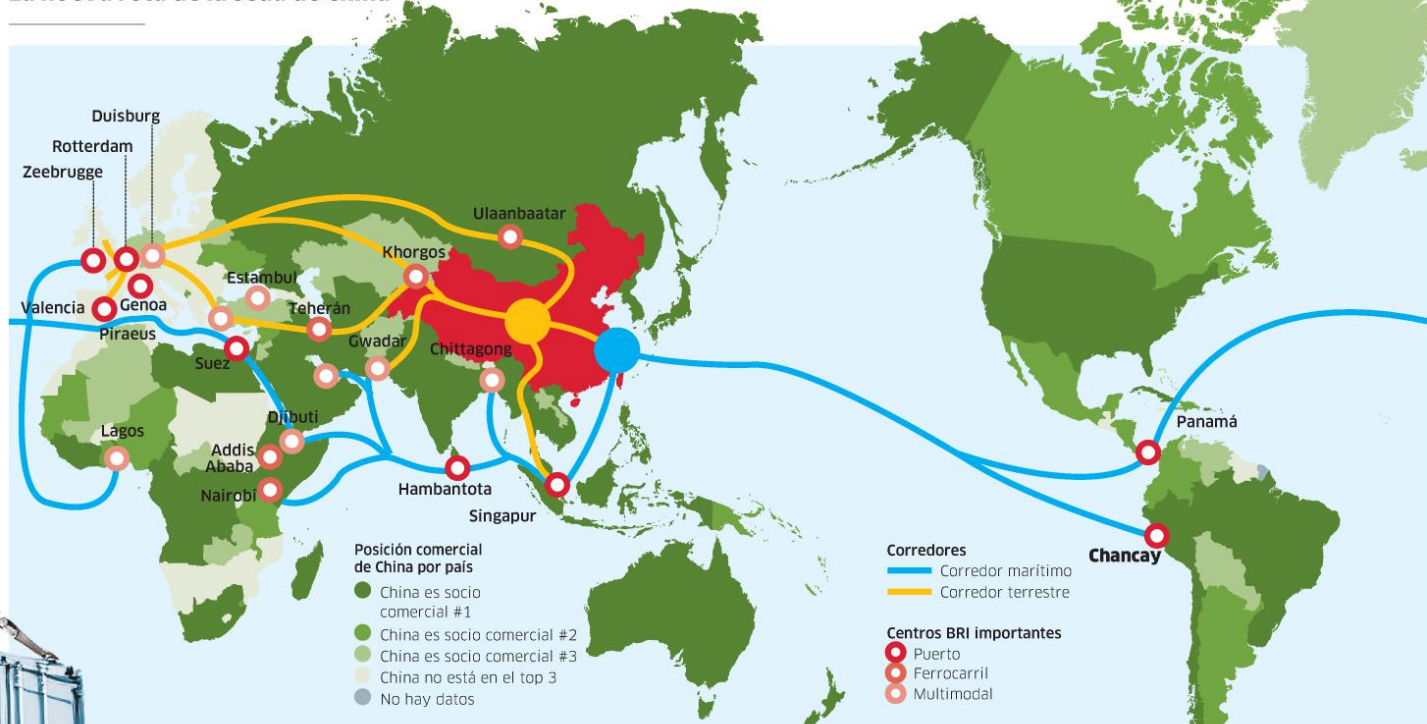 Duisburg
Rotterdam
Zeebrugge
Ulaanbaatar
Khorgos
Estambul
Valencia
Genoa
Teherán
Piraeus
Gwadar
Chittagong
Suez
Djibuti
Lagos
Addis
Ababa
Nairobi
Hambantota
Singapur
Panamá
Chancay
Posición comercial
de China por país
China es socio
comercial #1
China es socio comercial #2
China es socio comercial #3
China no está en el top 3
No hay datos
Corredores
Corredor marítimo
Corredor terrestre
Centros BRI importantes
Puerto
Ferrocarril
Multimodal